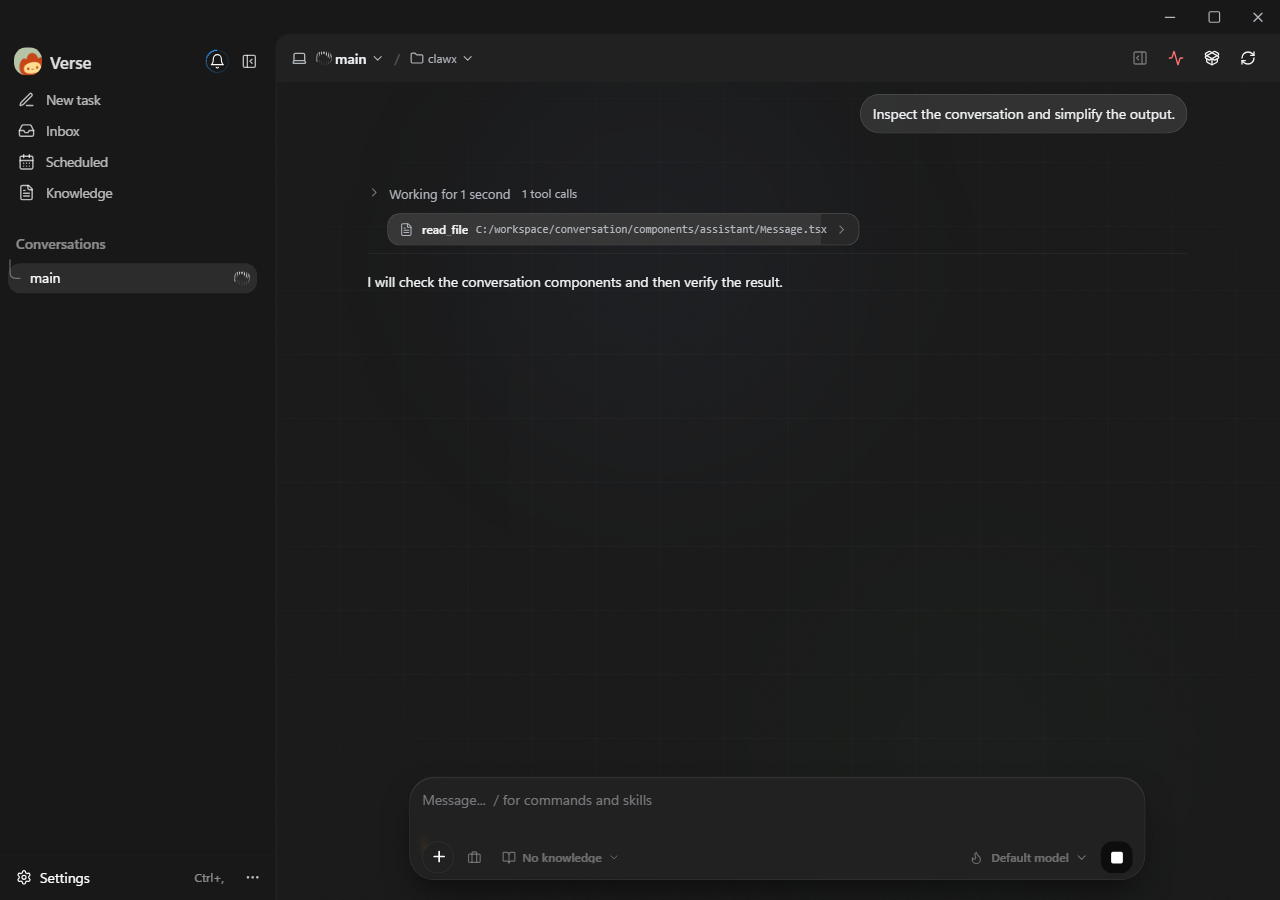 Verse
New task
Inbox
Scheduled
Knowledge
Conversations
main
Settings Ctrl+,
main / clawx
Inspect the conversation and simplify the output.
Working for 1 second 1 tool calls
read_file C:/workspace/conversation/components/assistant/Message.tsx
I will check the conversation components and then verify the result.
Message... / for commands and skills
No knowledge Default model